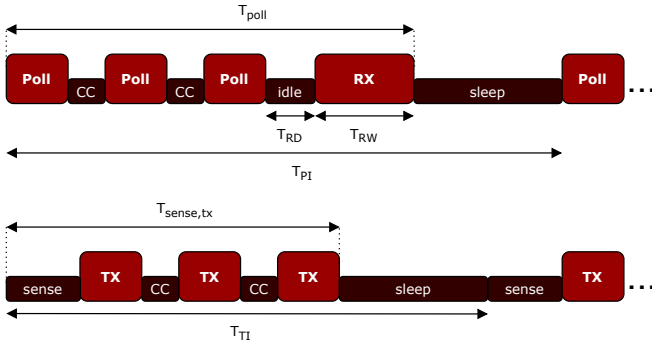 T_poll
Poll CC Poll CC Poll idle RX sleep Poll ...
T_RD T_RW
T_PI
T_sense,tx
sense TX CC TX CC TX sleep sense TX ...
T_TI